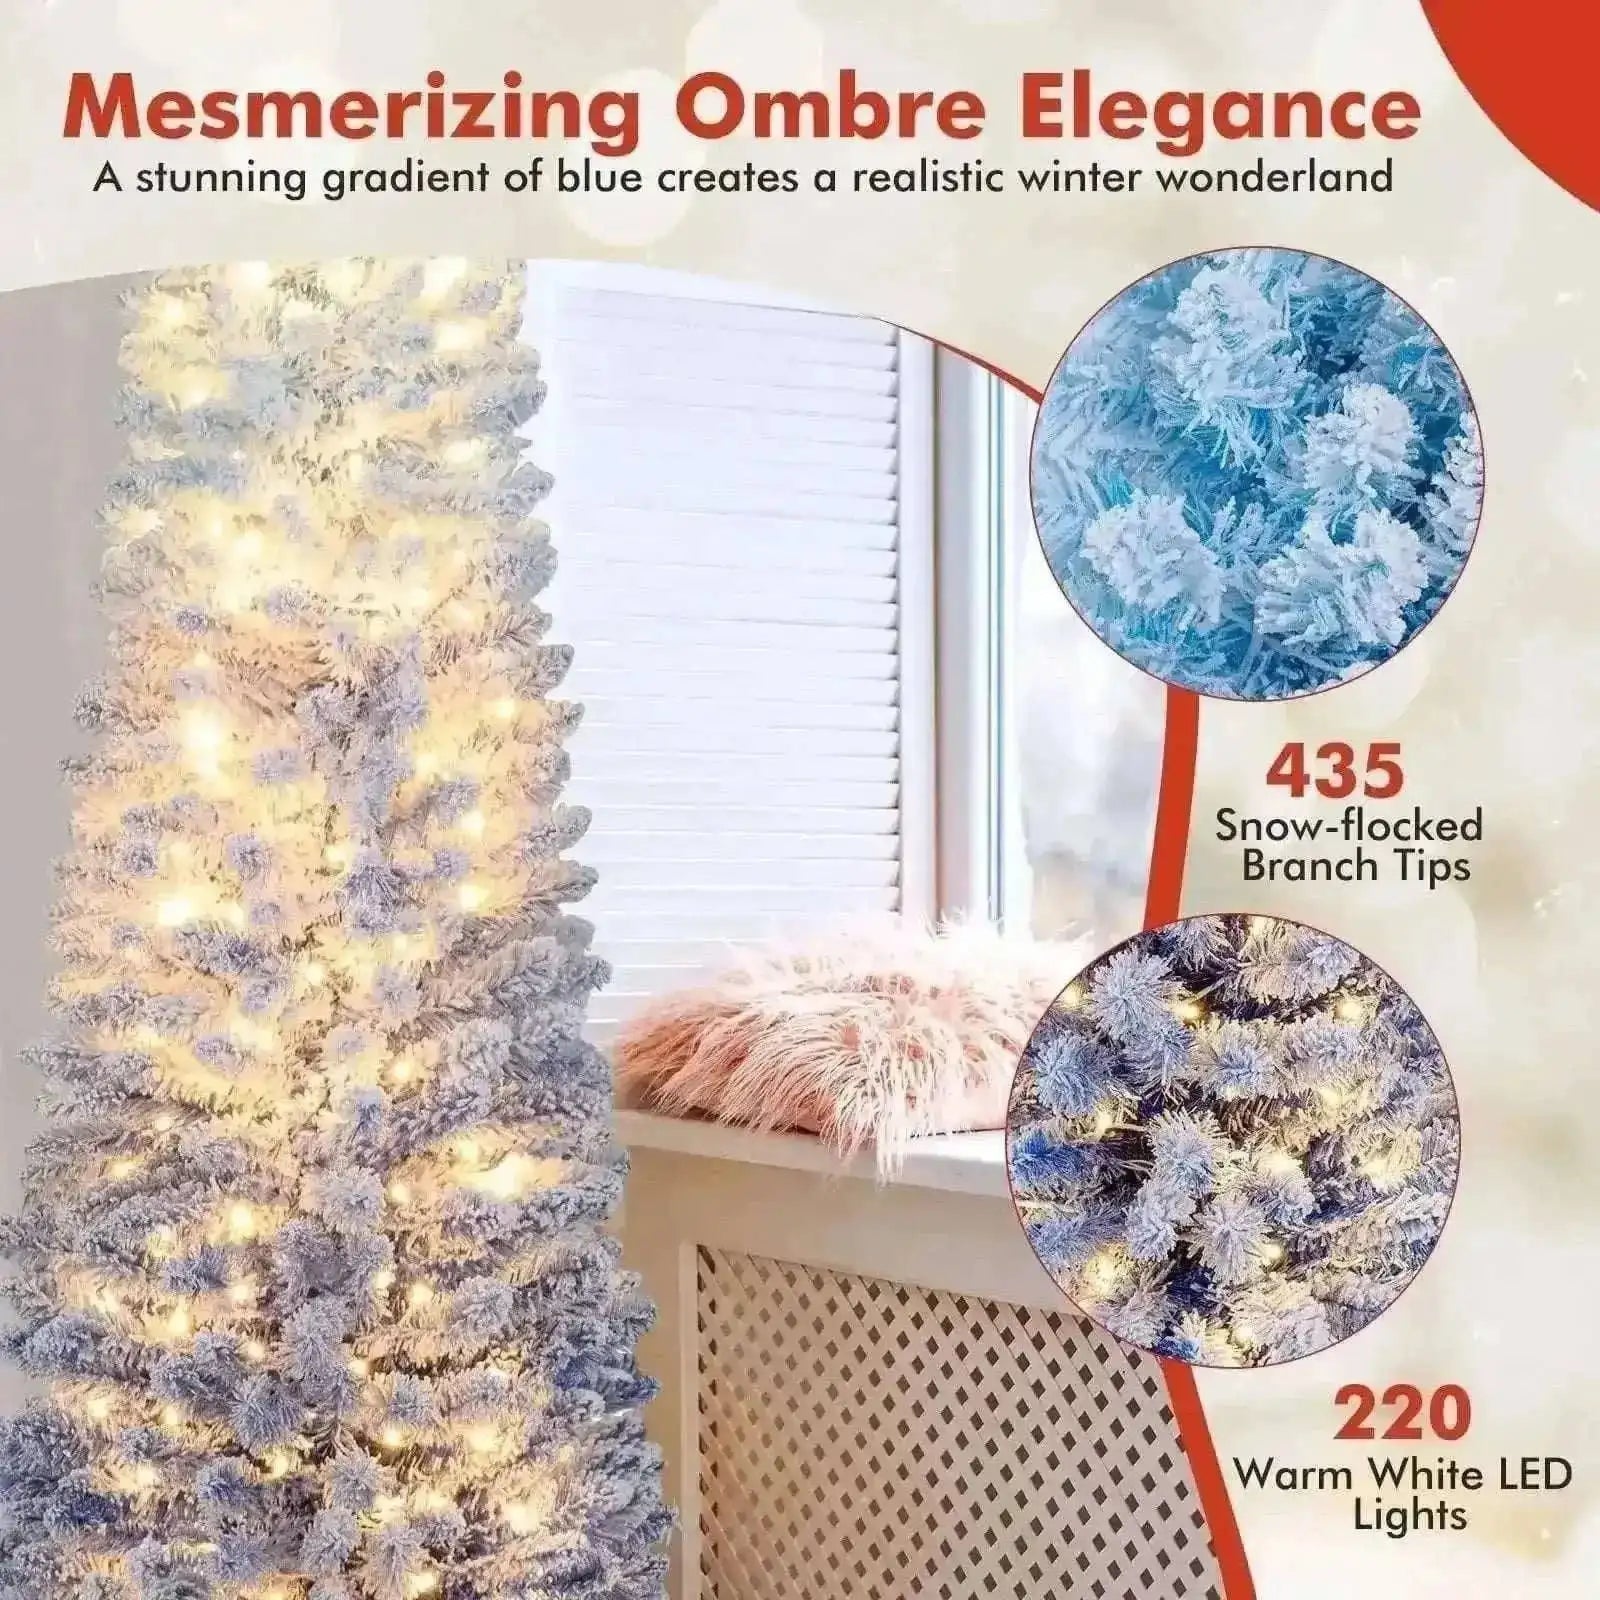 Mesmerizing Ombre Elegance
A stunning gradient of blue creates a realistic winter wonderland
435
Snow-flocked
Branch Tips
220
Warm White LED
Lights